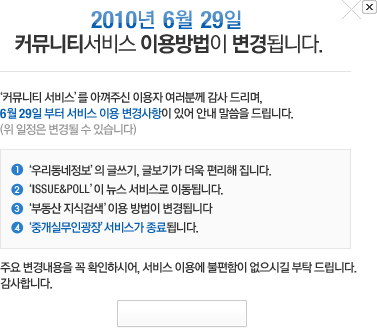 2010년 6월 29일
커뮤니티서비스 이용방법이 변경됩니다.
'커뮤니티 서비스'를 아껴주신 이용자 여러분께 감사 드리며,
6월 29일 부터 서비스 이용 변경사항이 있어 안내 말씀을 드립니다.
(위 일정은 변경될 수 있습니다)
1 '우리동네정보'의 글쓰기, 글보기가 더욱 편리해 집니다.
2 'ISSUE&POLL'이 뉴스 서비스로 이동됩니다.
3 '부동산 지식검색' 이용 방법이 변경됩니다
4 '중개실무인광장' 서비스가 종료됩니다.
주요 변경내용을 꼭 확인하시어, 서비스 이용에 불편함이 없으시길 부탁 드립니다.
감사합니다.